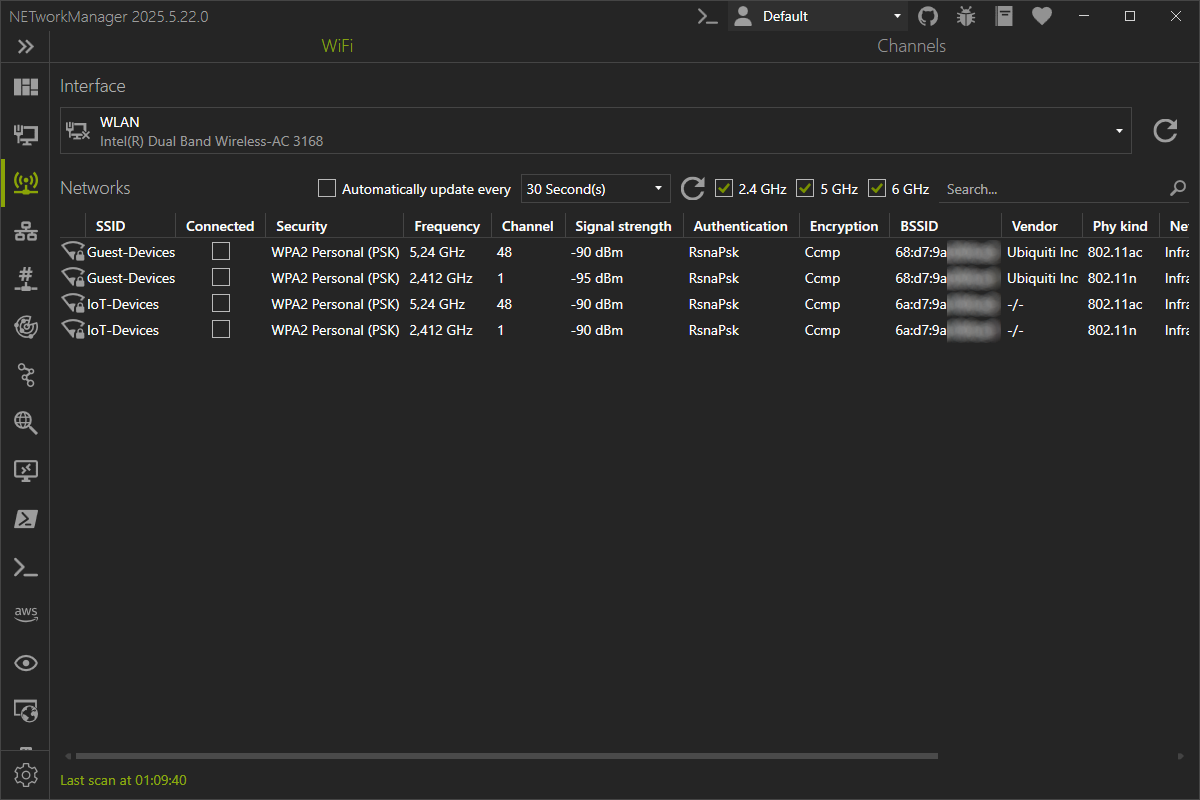 NETworkManager 2025.5.22.0 Default
WiFi Channels
Interface
WLAN
Intel(R) Dual Band Wireless-AC 3168
Networks Automatically update every 30 Second(s) 2.4 GHz 5 GHz 6 GHz Search...
SSID Connected Security Frequency Channel Signal strength Authentication Encryption BSSID Vendor Phy kind Ne
Guest-Devices WPA2 Personal (PSK) 5,24 GHz 48 -90 dBm RsnaPsk Ccmp 68:d7:9a Ubiquiti Inc 802.11ac Infra
Guest-Devices WPA2 Personal (PSK) 2,412 GHz 1 -95 dBm RsnaPsk Ccmp 68:d7:9a Ubiquiti Inc 802.11n Infra
IoT-Devices WPA2 Personal (PSK) 5,24 GHz 48 -90 dBm RsnaPsk Ccmp 6a:d7:9a -/- 802.11ac Infra
IoT-Devices WPA2 Personal (PSK) 2,412 GHz 1 -90 dBm RsnaPsk Ccmp 6a:d7:9a -/- 802.11n Infra
aws
Last scan at 01:09:40